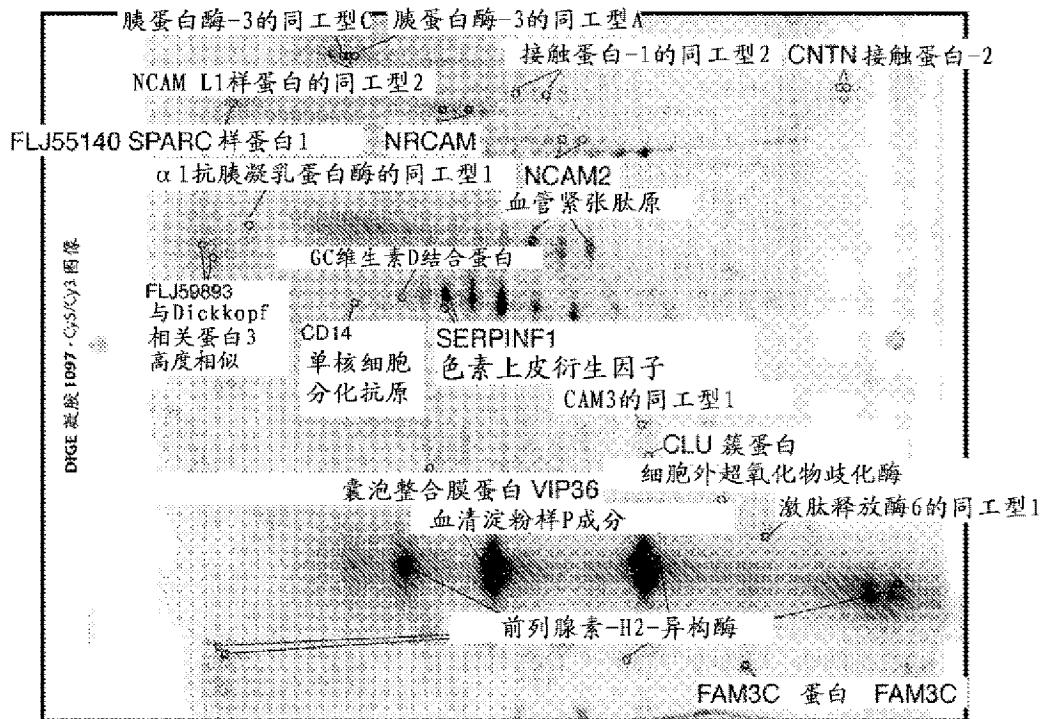 胰蛋白酶-3的同工型C 胰蛋白酶-3的同工型A
接触蛋白-1的同工型2 CNTN 接触蛋白-2
NCAM L1样蛋白的同工型2
FLJ55140 SPARC 样蛋白1 NRCAM
α1抗胰凝乳蛋白酶的同工型1 NCAM2
血管紧张肽原
GC维生素D结合蛋白
DIGE 凝胶 1097 · Cy5/Cy3 图像
FLJ59893
与Dickkopf
相关蛋白3
高度相似
CD14
单核细胞
分化抗原
SERPINF1
色素上皮衍生因子
CAM3的同工型1
CLU 簇蛋白
细胞外超氧化物歧化酶
囊泡整合膜蛋白 VIP36
激肽释放酶6的同工型1
血清淀粉样P成分
前列腺素-H2-异构酶
FAM3C 蛋白 FAM3C